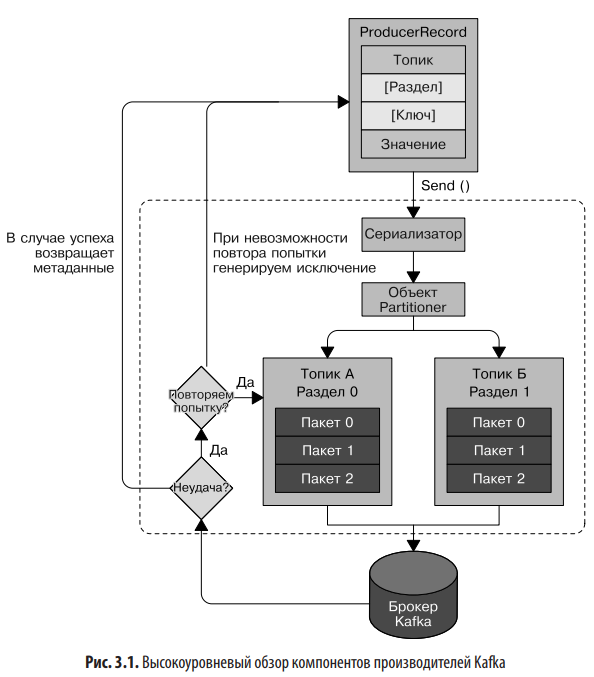 ProducerRecord
Топик
[Раздел]
[Ключ]
Значение
Send ()
В случае успеха
возвращает
метаданные
При невозможности
повтора попытки
генерируем исключение
Сериализатор
Объект
Partitioner
Повторяем
попытку?
Да
Топик А
Раздел 0
Пакет 0
Пакет 1
Пакет 2
Топик Б
Раздел 1
Пакет 0
Пакет 1
Пакет 2
Да
Неудача?
Брокер
Kafka
Рис. 3.1. Высокоуровневый обзор компонентов производителей Kafka